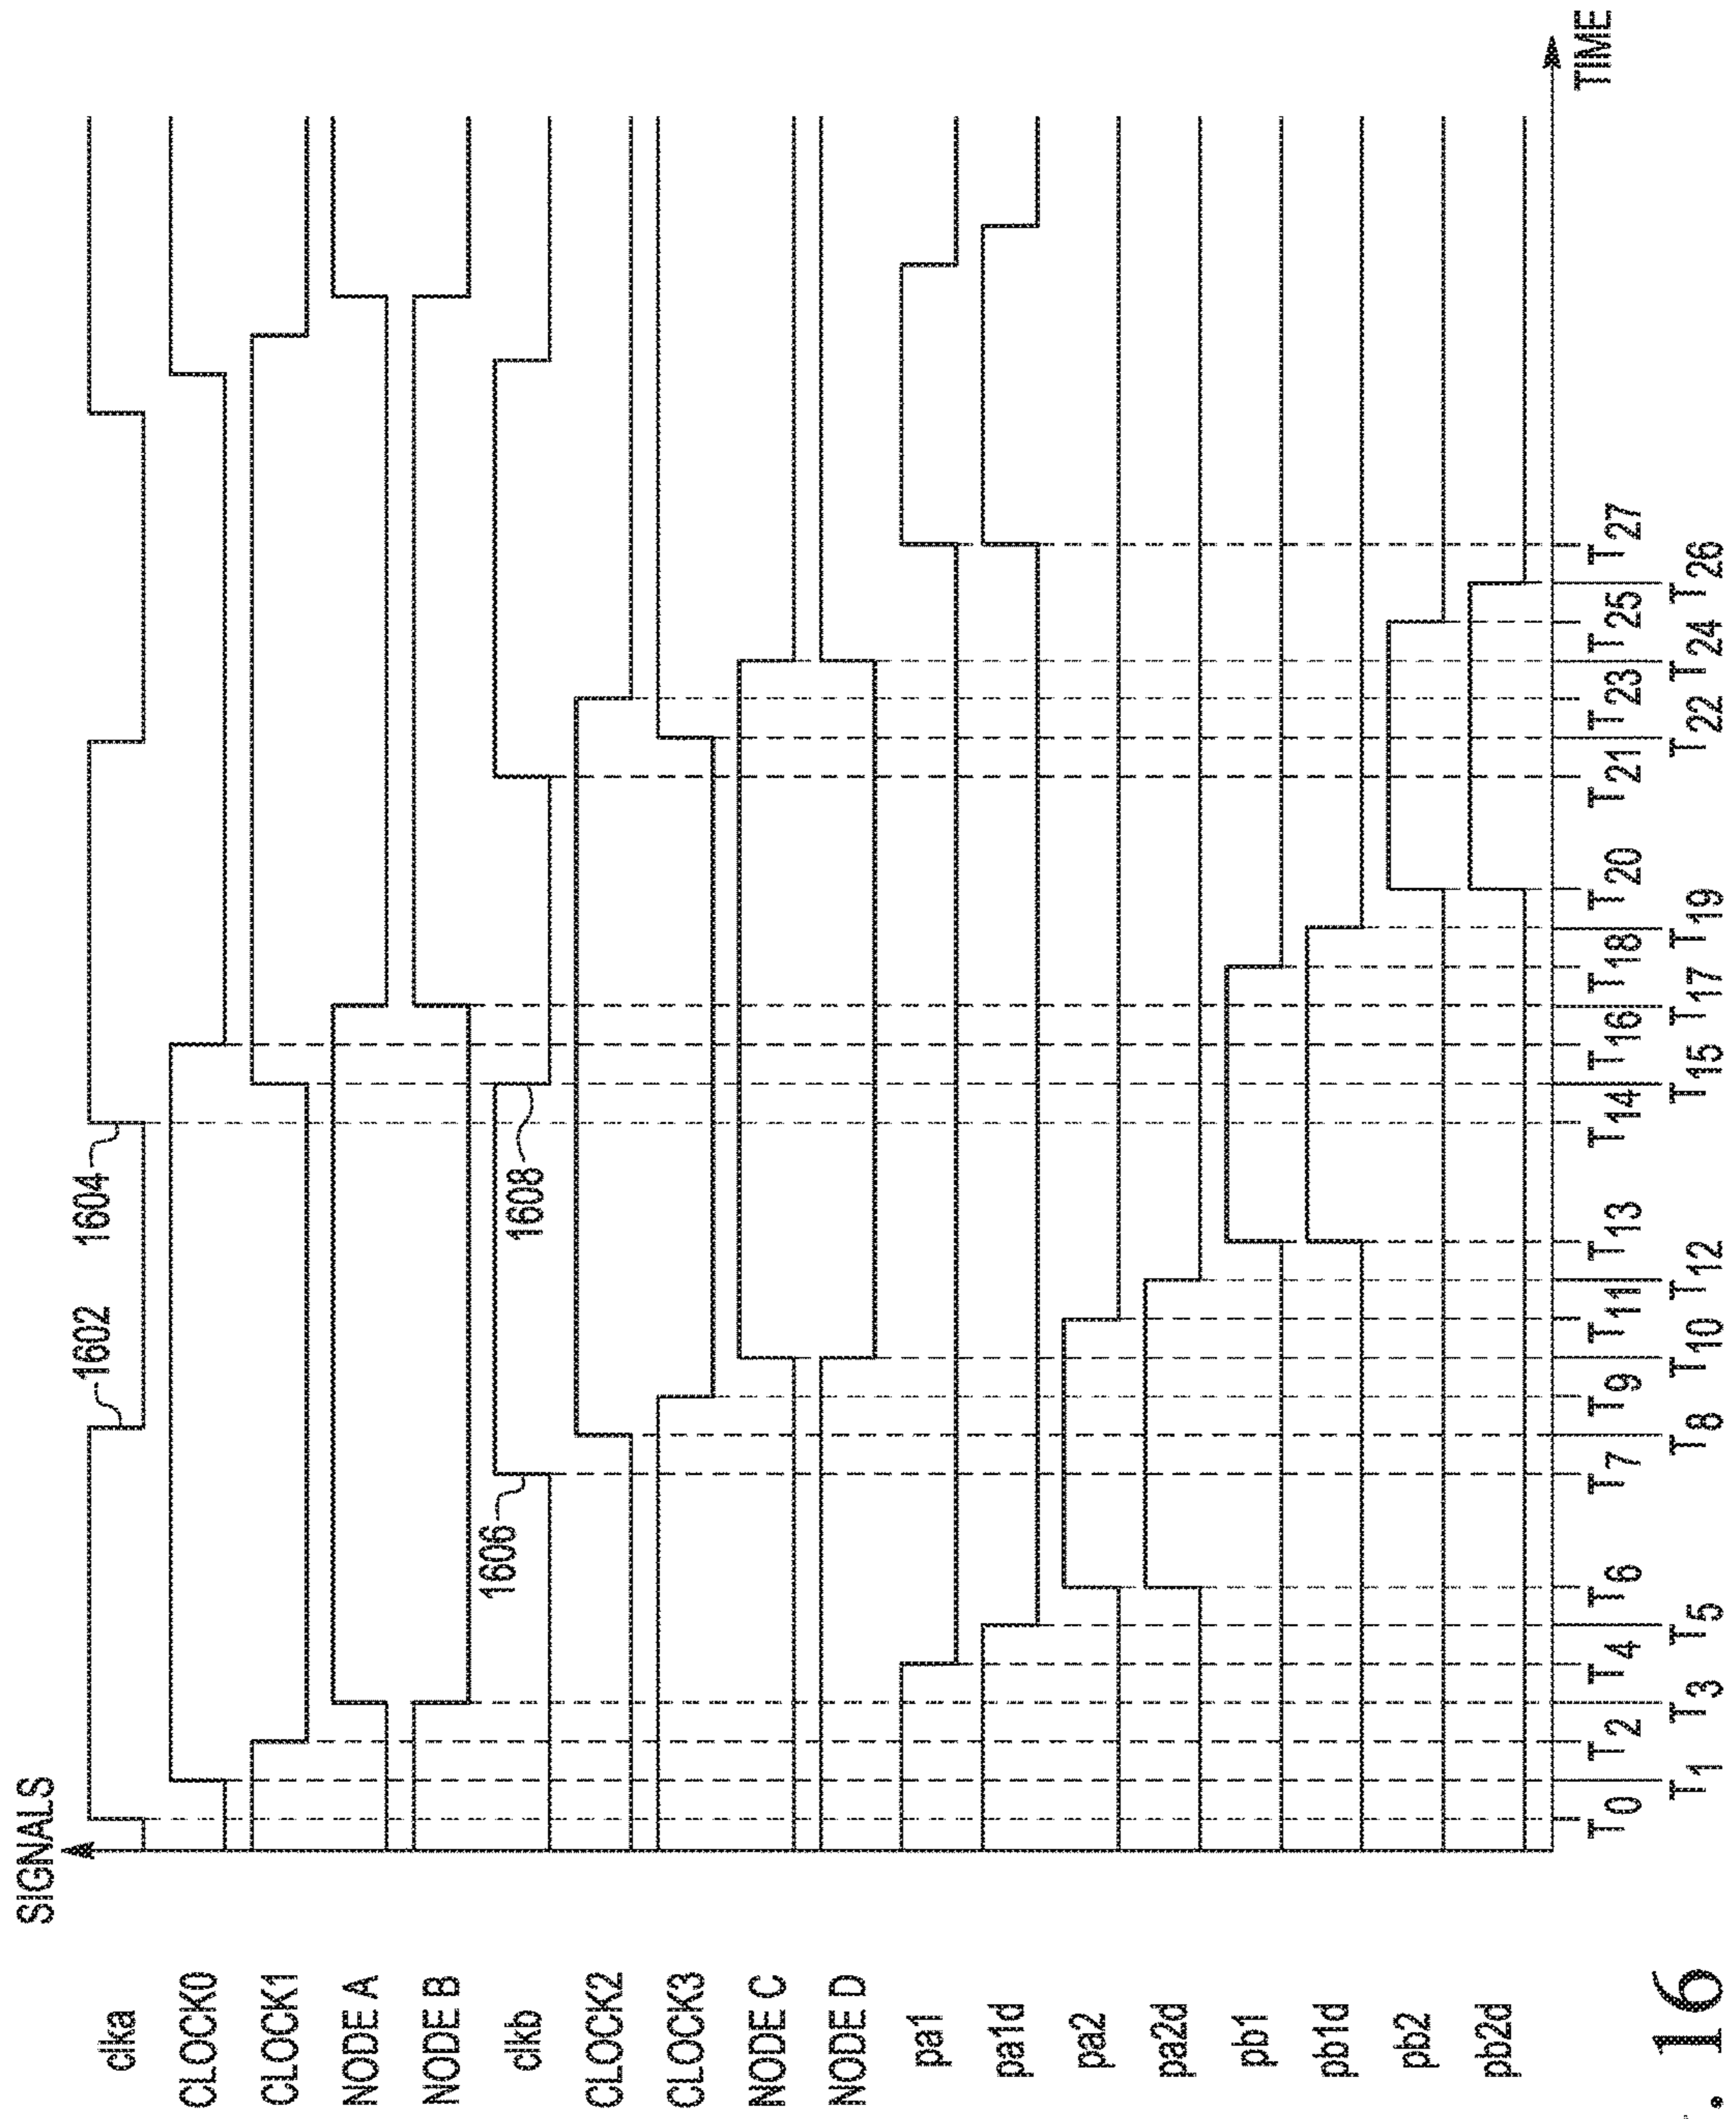 SIGNALS
clka
CLOCK0
CLOCK1
NODE A
NODE B
clkb
CLOCK2
CLOCK3
NODE C
NODE D
pa1
pa1d
pa2
pa2d
pb1
pb1d
pb2
pb2d
1602
1604
1606
1608
T0
T1
T2
T3
T4
T5
T6
T7
T8
T9
T10
T11
T12
T13
T14
T15
T16
T17
T18
T19
T20
T21
T22
T23
T24
T25
T26
T27
TIME
. 16